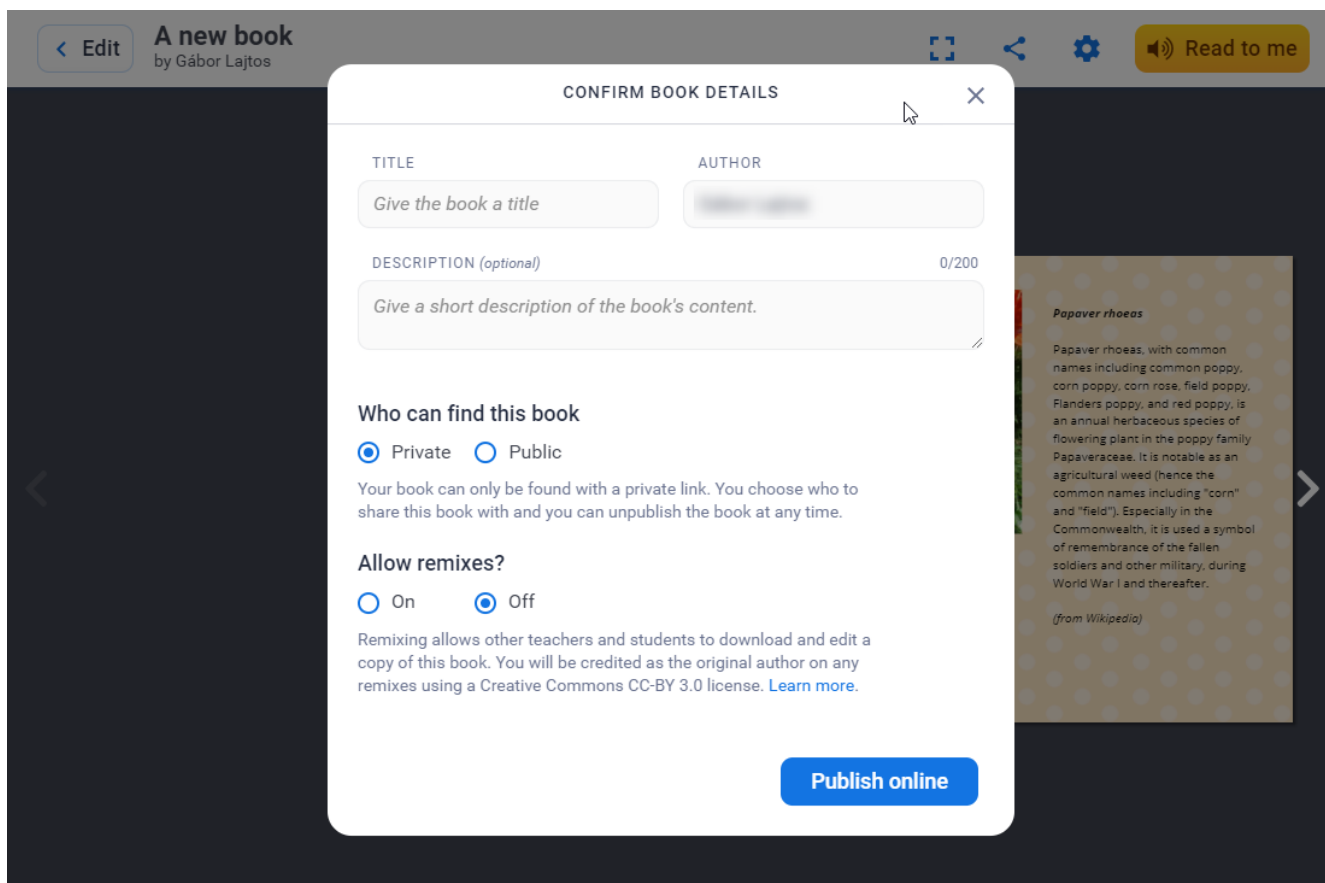 Edit
A new book
by Gábor Lajtos
Read to me
CONFIRM BOOK DETAILS
TITLE
AUTHOR
Give the book a title
DESCRIPTION (optional)
0/200
Give a short description of the book's content.
Who can find this book
Private
Public
Your book can only be found with a private link. You choose who to
share this book with and you can unpublish the book at any time.
Allow remixes?
On
Off
Remixing allows other teachers and students to download and edit a
copy of this book. You will be credited as the original author on any
remixes using a Creative Commons CC-BY 3.0 license. Learn more.
Publish online
Papaver rhoeas
Papaver rhoeas, with common
names including common poppy,
corn poppy, corn rose, field poppy,
Flanders poppy, and red poppy, is
an annual herbaceous species of
flowering plant in the poppy family
Papaveraceae. It is notable as an
agricultural weed (hence the
common names including "corn"
and "field"). Especially in the
Commonwealth, it is used a symbol
of remembrance of the fallen
soldiers and other military, during
World War I and thereafter.
(from Wikipedia)